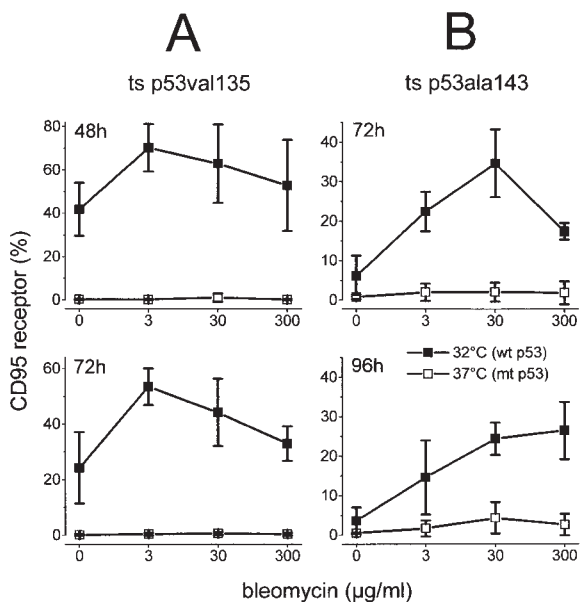 A
B
ts p53val135
ts p53ala143
CD95 receptor (%)
48h
80
60
40
20
0
0 3 30 300
72h
40
30
20
10
0
0 3 30 300
72h
60
40
20
0
0 3 30 300
96h
32°C (wt p53)
37°C (mt p53)
40
30
20
10
0
0 3 30 300
bleomycin (µg/ml)